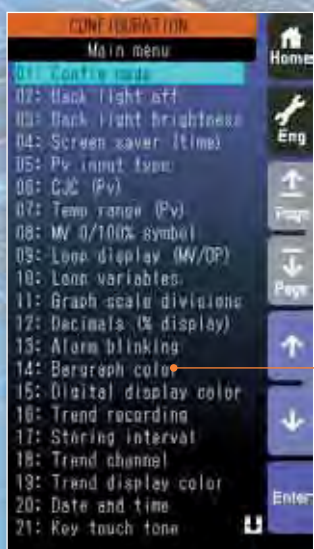 CONFIGURATION
Main menu
01: Config mode
02: Back light off
03: Back light brightness
04: Screen saver (time)
05: Pv input type
06: CJC (Pv)
07: Temp range (Pv)
08: MV 0/100% symbol
09: Loop display (MV/OP)
10: Loop variables
11: Graph scale divisions
12: Decimals (% display)
13: Alarm blinking
14: Bargraph color
15: Digital display color
16: Trend recording
17: Storing interval
18: Trend channel
19: Trend display color
20: Date and time
21: Key touch tone
Home
Eng
Page
Page
Enter